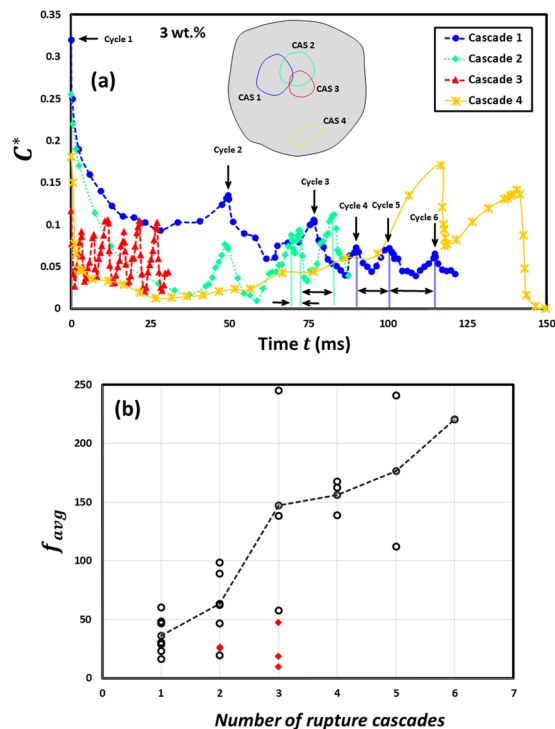 0.35
0.3
0.25
0.2
0.15
0.1
0.05
0
C*
(a)
3 wt.%
Cycle 1
CAS 2
CAS 1
CAS 3
CAS 4
Cascade 1
Cascade 2
Cascade 3
Cascade 4
Cycle 2
Cycle 3
Cycle 4
Cycle 5
Cycle 6
0 25 50 75 100 125 150
Time t (ms)
(b)
250
200
150
100
50
0
f avg
0 1 2 3 4 5 6 7
Number of rupture cascades